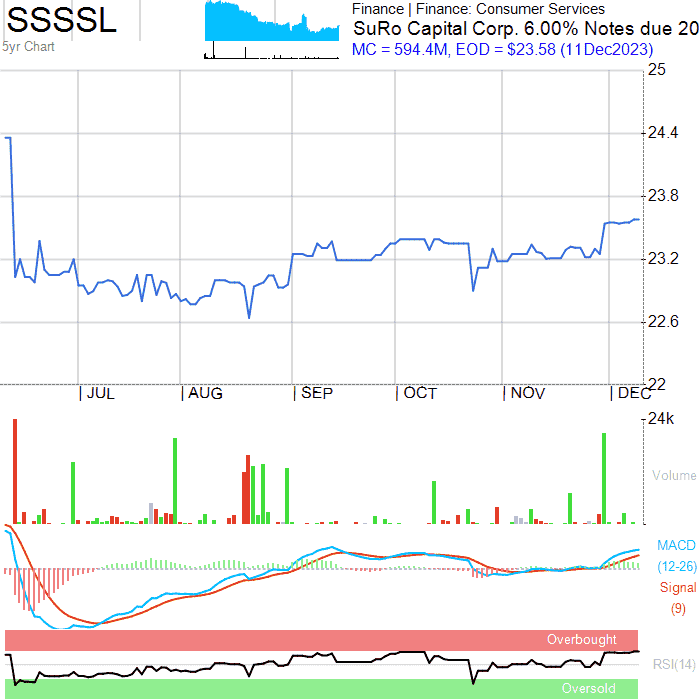 SSSSL
5yr Chart
Finance | Finance: Consumer Services
SuRo Capital Corp. 6.00% Notes due 20
MC = 594.4M, EOD = $23.58 (11Dec2023)
25
24.4
23.8
23.2
22.6
22
| JUL | AUG | SEP | OCT | NOV | DEC
24k
Volume
MACD
(12-26)
Signal
(9)
Overbought
RSI(14)
Oversold